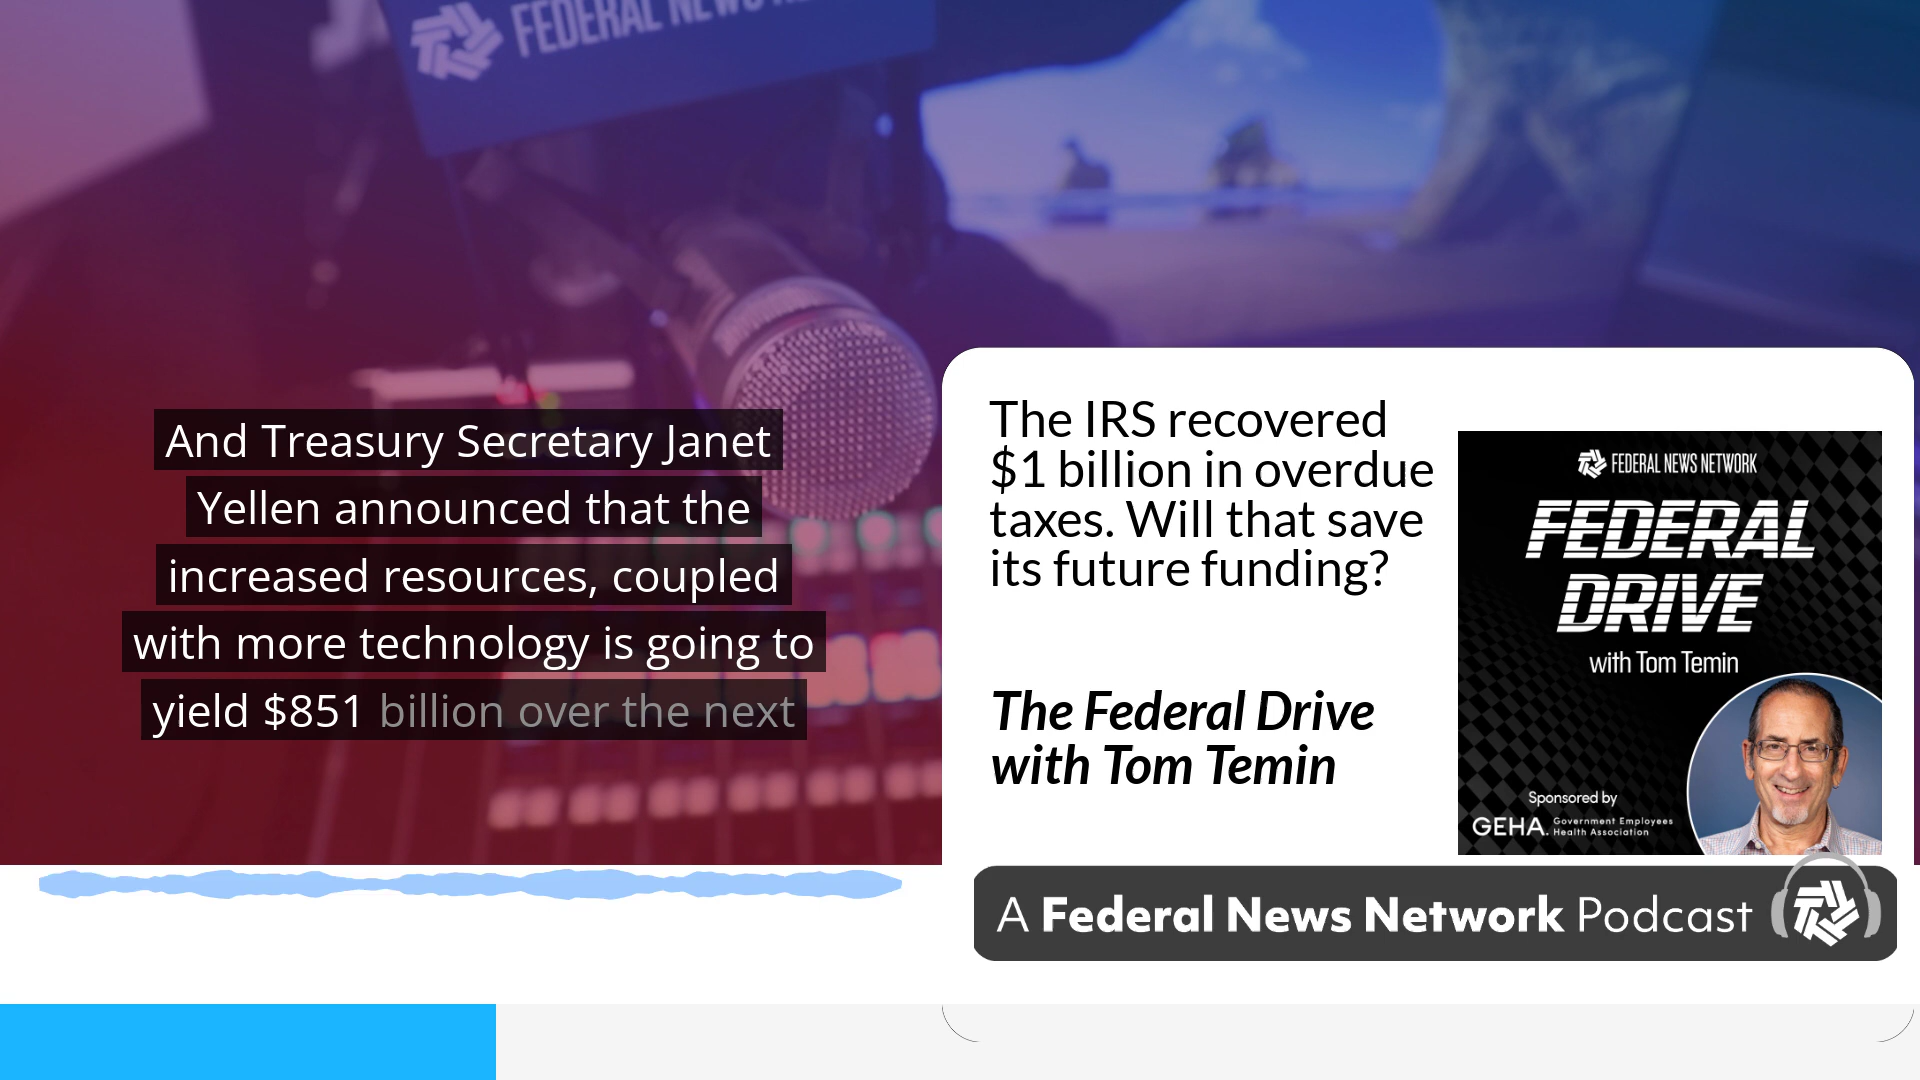 FEDERAL NEWS
And Treasury Secretary Janet
Yellen announced that the
increased resources, coupled
with more technology is going to
yield $851 billion over the next
The IRS recovered
$1 billion in overdue
taxes. Will that save
its future funding?
The Federal Drive
with Tom Temin
FEDERAL NEWS NETWORK
FEDERAL
DRIVE
with Tom Temin
Sponsored by
GEHA. Government Employees
Health Association
A Federal News Network Podcast